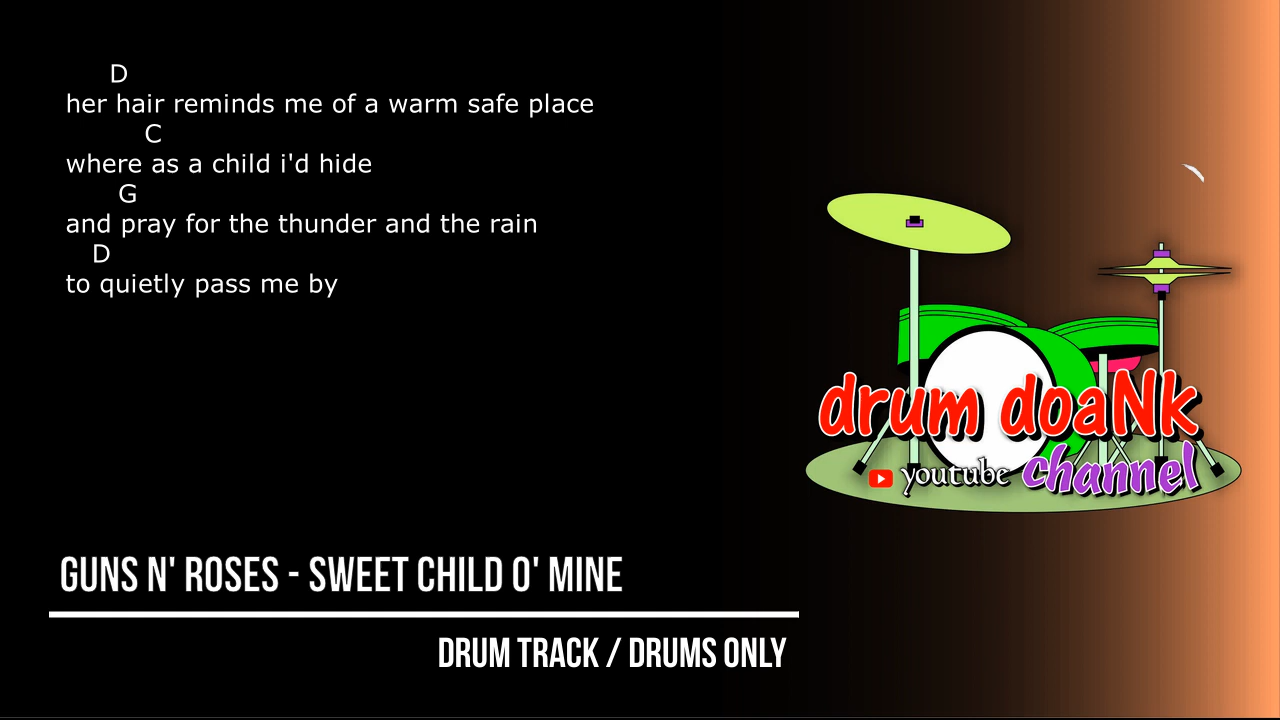 D
her hair reminds me of a warm safe place
C
where as a child i'd hide
G
and pray for the thunder and the rain
D
to quietly pass me by
drum doaNk
youtube channel
GUNS N' ROSES - SWEET CHILD O' MINE
DRUM TRACK / DRUMS ONLY